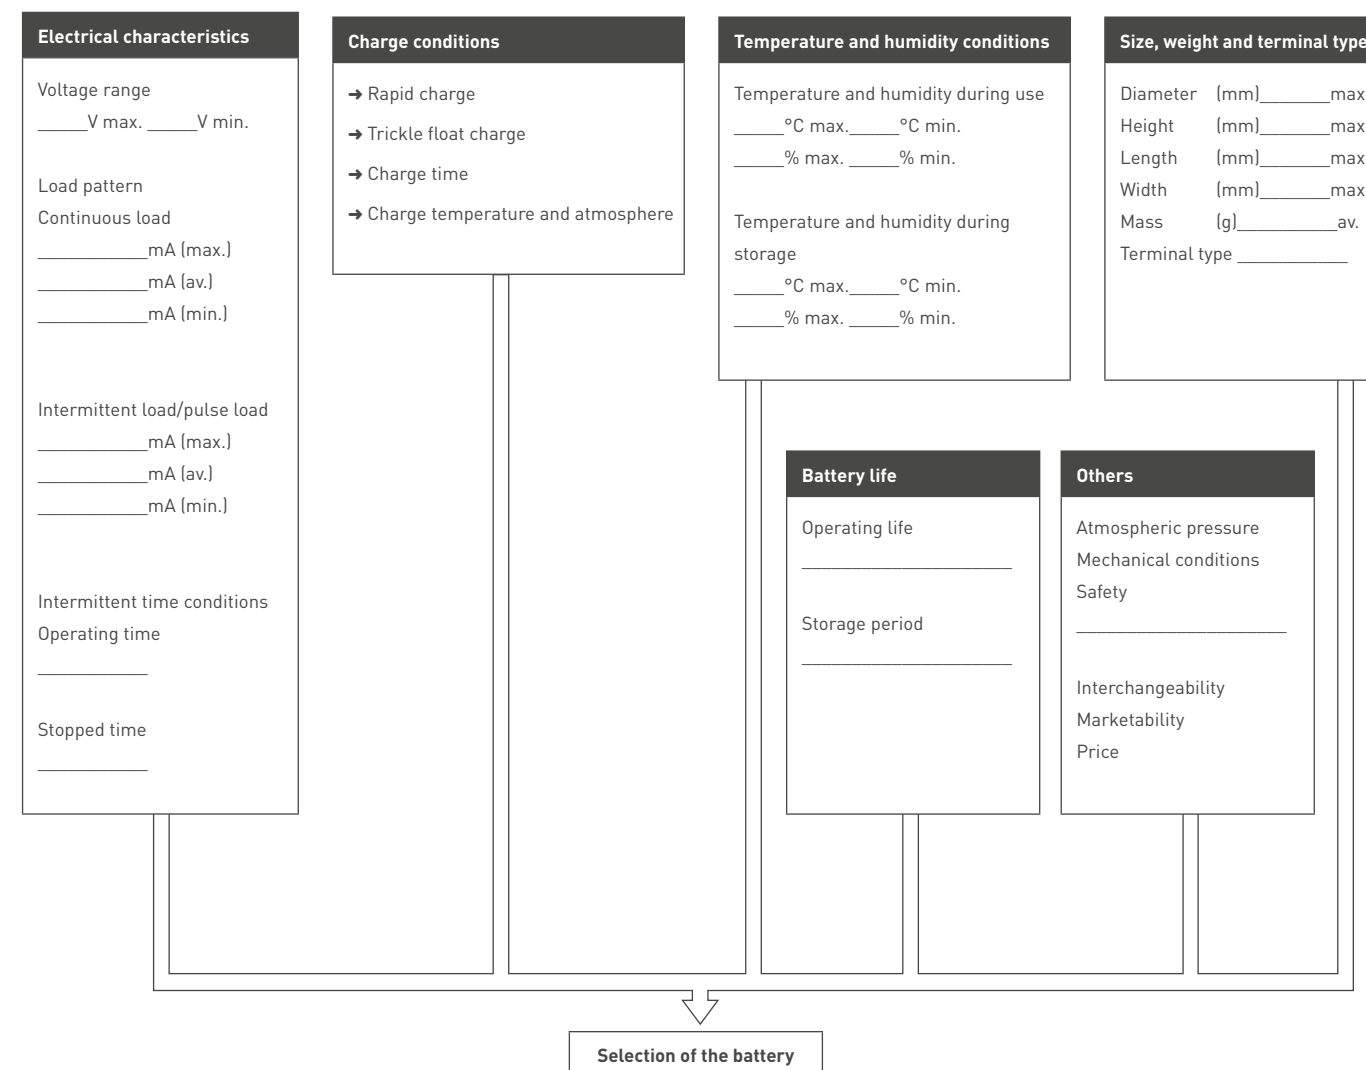 Electrical characteristics
Voltage range
_____V max. _____V min.
Load pattern
Continuous load
___________mA (max.)
___________mA (av.)
___________mA (min.)
Intermittent load/pulse load
___________mA (max.)
___________mA (av.)
___________mA (min.)
Intermittent time conditions
Operating time
___________
Stopped time
___________
Charge conditions
➜ Rapid charge
➜ Trickle float charge
➜ Charge time
➜ Charge temperature and atmosphere
Temperature and humidity conditions
Temperature and humidity during use
_____°C max._____°C min.
_____% max. _____% min.
Temperature and humidity during
storage
_____°C max._____°C min.
_____% max. _____% min.
Size, weight and terminal type
Diameter (mm)_______max
Height (mm)_______max
Length (mm)_______max
Width (mm)_______max
Mass (g)__________av.
Terminal type ___________
Battery life
Operating life
_____________________
Storage period
_____________________
Others
Atmospheric pressure
Mechanical conditions
Safety
_____________________
Interchangeability
Marketability
Price
Selection of the battery